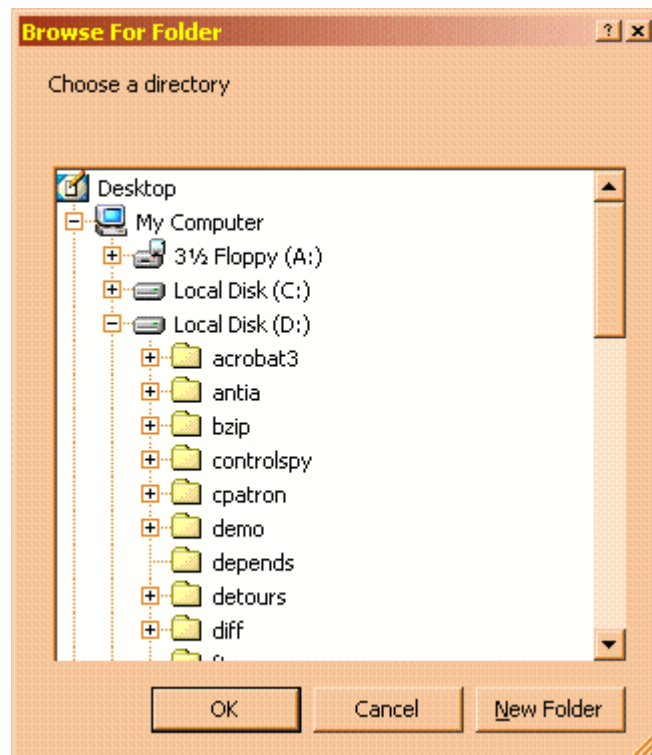 Browse For Folder
Choose a directory
Desktop
My Computer
3½ Floppy (A:)
Local Disk (C:)
Local Disk (D:)
acrobat3
antia
bzip
controlspy
cpatron
demo
depends
detours
diff
OK Cancel New Folder